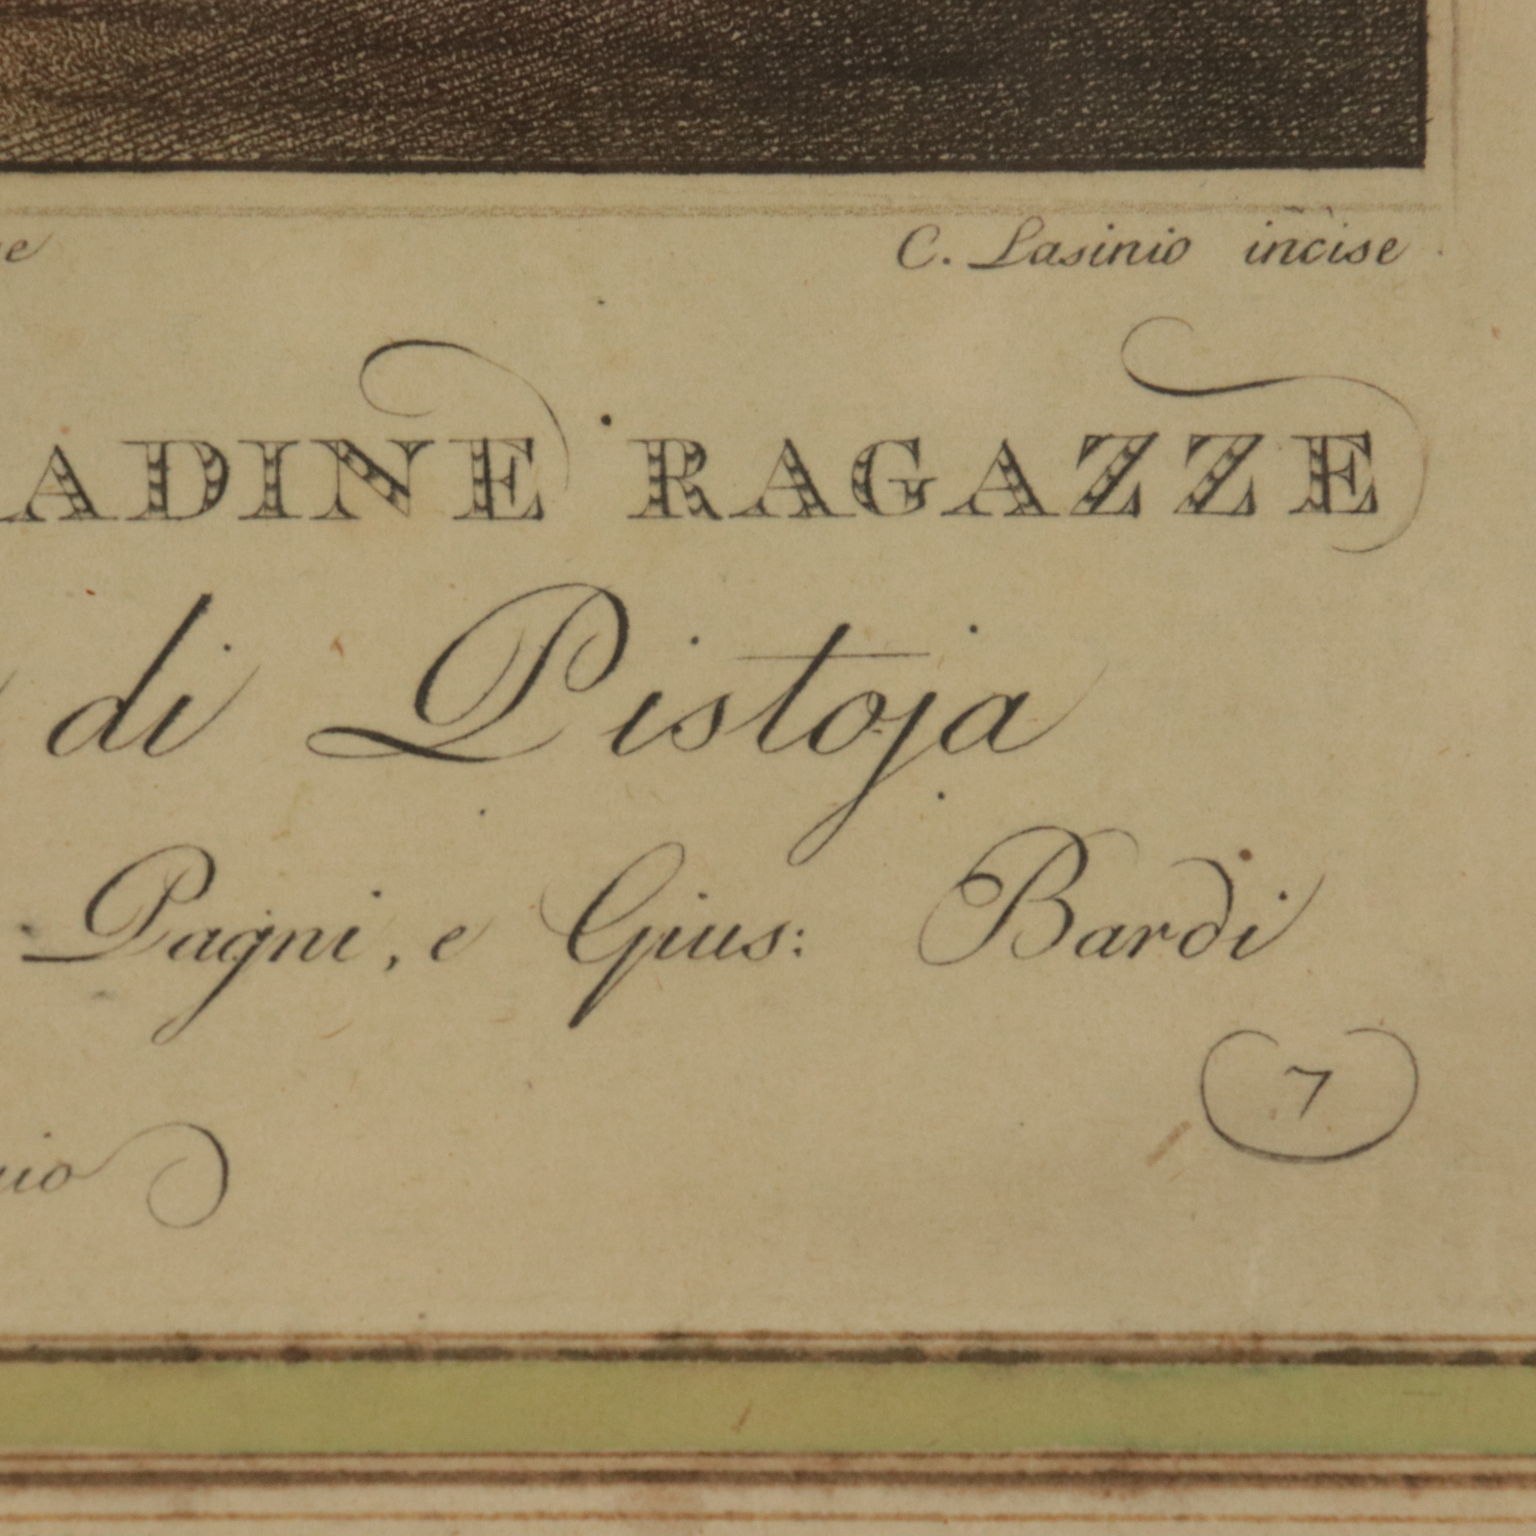 C. Lasinio incise
ADINE RAGAZZE
di Pistoja
Pagni, e Gius: Bardi
7